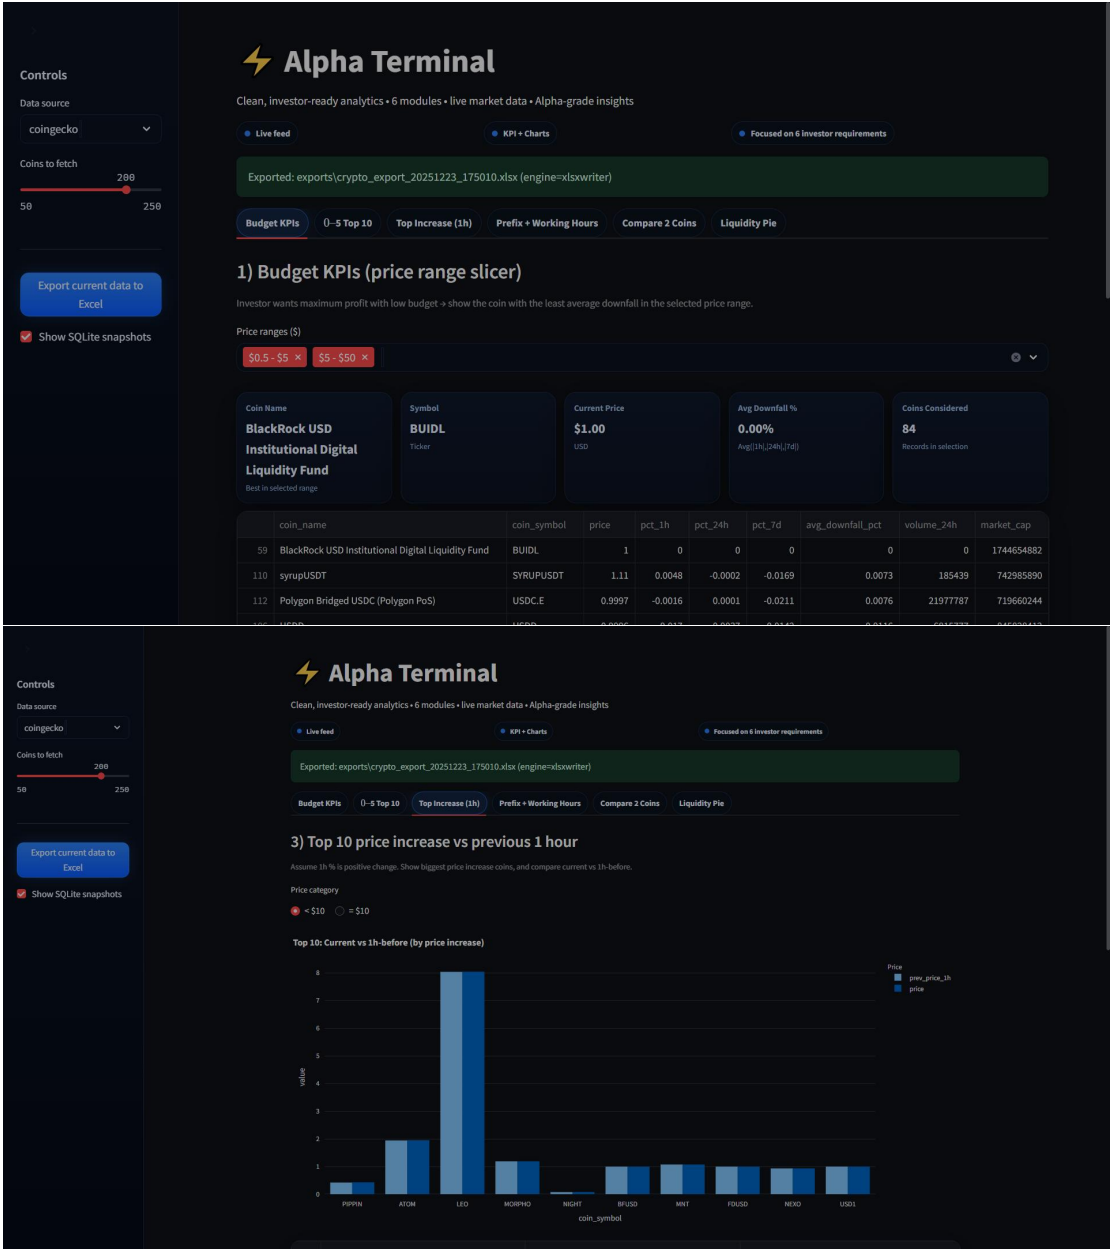 ⚡ Alpha Terminal
Controls
Clean, investor-ready analytics • 6 modules • live market data • Alpha-grade insights
Data source
coingecko
Live feed
KPI + Charts
Focused on 6 investor requirements
Coins to fetch
200
50 250
Exported: exports\crypto_export_20251223_175010.xlsx (engine=xlsxwriter)
Budget KPIs
0–5 Top 10
Top Increase (1h)
Prefix + Working Hours
Compare 2 Coins
Liquidity Pie
Export current data to
Excel
Show SQLite snapshots
1) Budget KPIs (price range slicer)
Investor wants maximum profit with low budget → show the coin with the least average downfall in the selected price range.
Price ranges ($)
$0.5 - $5 ×
$5 - $50 ×
Coin Name
BlackRock USD
Institutional Digital
Liquidity Fund
Best in selected range
Symbol
BUIDL
Ticker
Current Price
$1.00
USD
Avg Downfall %
0.00%
Avg(|1h|,|24h|,|7d|)
Coins Considered
84
Records in selection
coin_name coin_symbol price pct_1h pct_24h pct_7d avg_downfall_pct volume_24h market_cap
59 BlackRock USD Institutional Digital Liquidity Fund BUIDL 1 0 0 0 0 0 1744654882
110 syrupUSDT SYRUPUSDT 1.11 0.0048 -0.0002 -0.0169 0.0073 185439 742985890
112 Polygon Bridged USDC (Polygon PoS) USDC.E 0.9997 -0.0016 0.0001 -0.0211 0.0076 21977787 719660244
⚡ Alpha Terminal
Controls
Clean, investor-ready analytics • 6 modules • live market data • Alpha-grade insights
Data source
coingecko
Live feed
KPI + Charts
Focused on 6 investor requirements
Coins to fetch
200
50 250
Exported: exports\crypto_export_20251223_175010.xlsx (engine=xlsxwriter)
Budget KPIs
0–5 Top 10
Top Increase (1h)
Prefix + Working Hours
Compare 2 Coins
Liquidity Pie
Export current data to
Excel
Show SQLite snapshots
3) Top 10 price increase vs previous 1 hour
Assume 1h % is positive change. Show biggest price increase coins, and compare current vs 1h-before.
Price category
< $10
= $10
Top 10: Current vs 1h-before (by price increase)
Price
prev_price_1h
price
8
7
6
5
4
3
2
1
0
value
PIPPIN ATOM LEO MORPHO NIGHT BFUSD MNT FDUSD NEXO USD1
coin_symbol